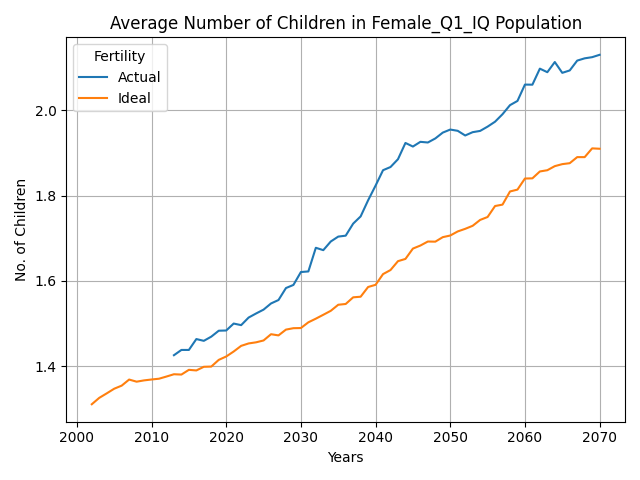 Average Number of Children in Female_Q1_IQ Population
Fertility
Actual
Ideal
No. of Children
2.0
1.8
1.6
1.4
2000 2010 2020 2030 2040 2050 2060 2070
Years